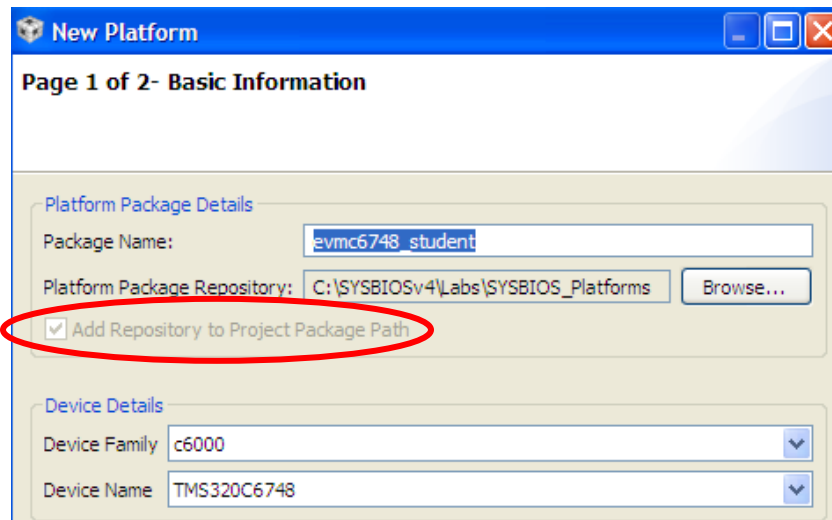 New Platform
Page 1 of 2- Basic Information
Platform Package Details
Package Name: evmc6748_student
Platform Package Repository: C:\SYSBIOSv4\Labs\SYSBIOS_Platforms Browse...
Add Repository to Project Package Path
Device Details
Device Family c6000
Device Name TMS320C6748